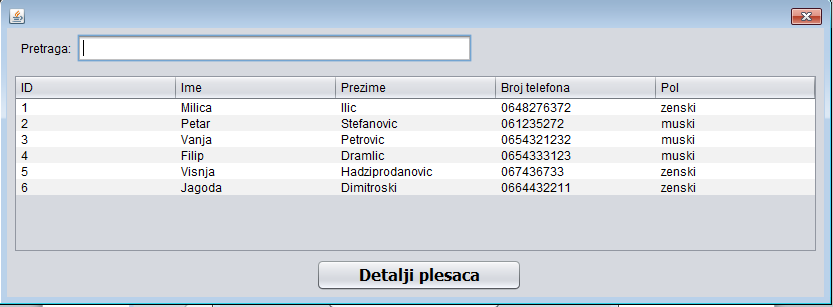 Pretraga:
ID Ime Prezime Broj telefona Pol
1 Milica Ilic 0648276372 zenski
2 Petar Stefanovic 061235272 muski
3 Vanja Petrovic 0654321232 muski
4 Filip Dramlic 0654333123 muski
5 Visnja Hadziprodanovic 067436733 zenski
6 Jagoda Dimitroski 0664432211 zenski
Detalji plesaca